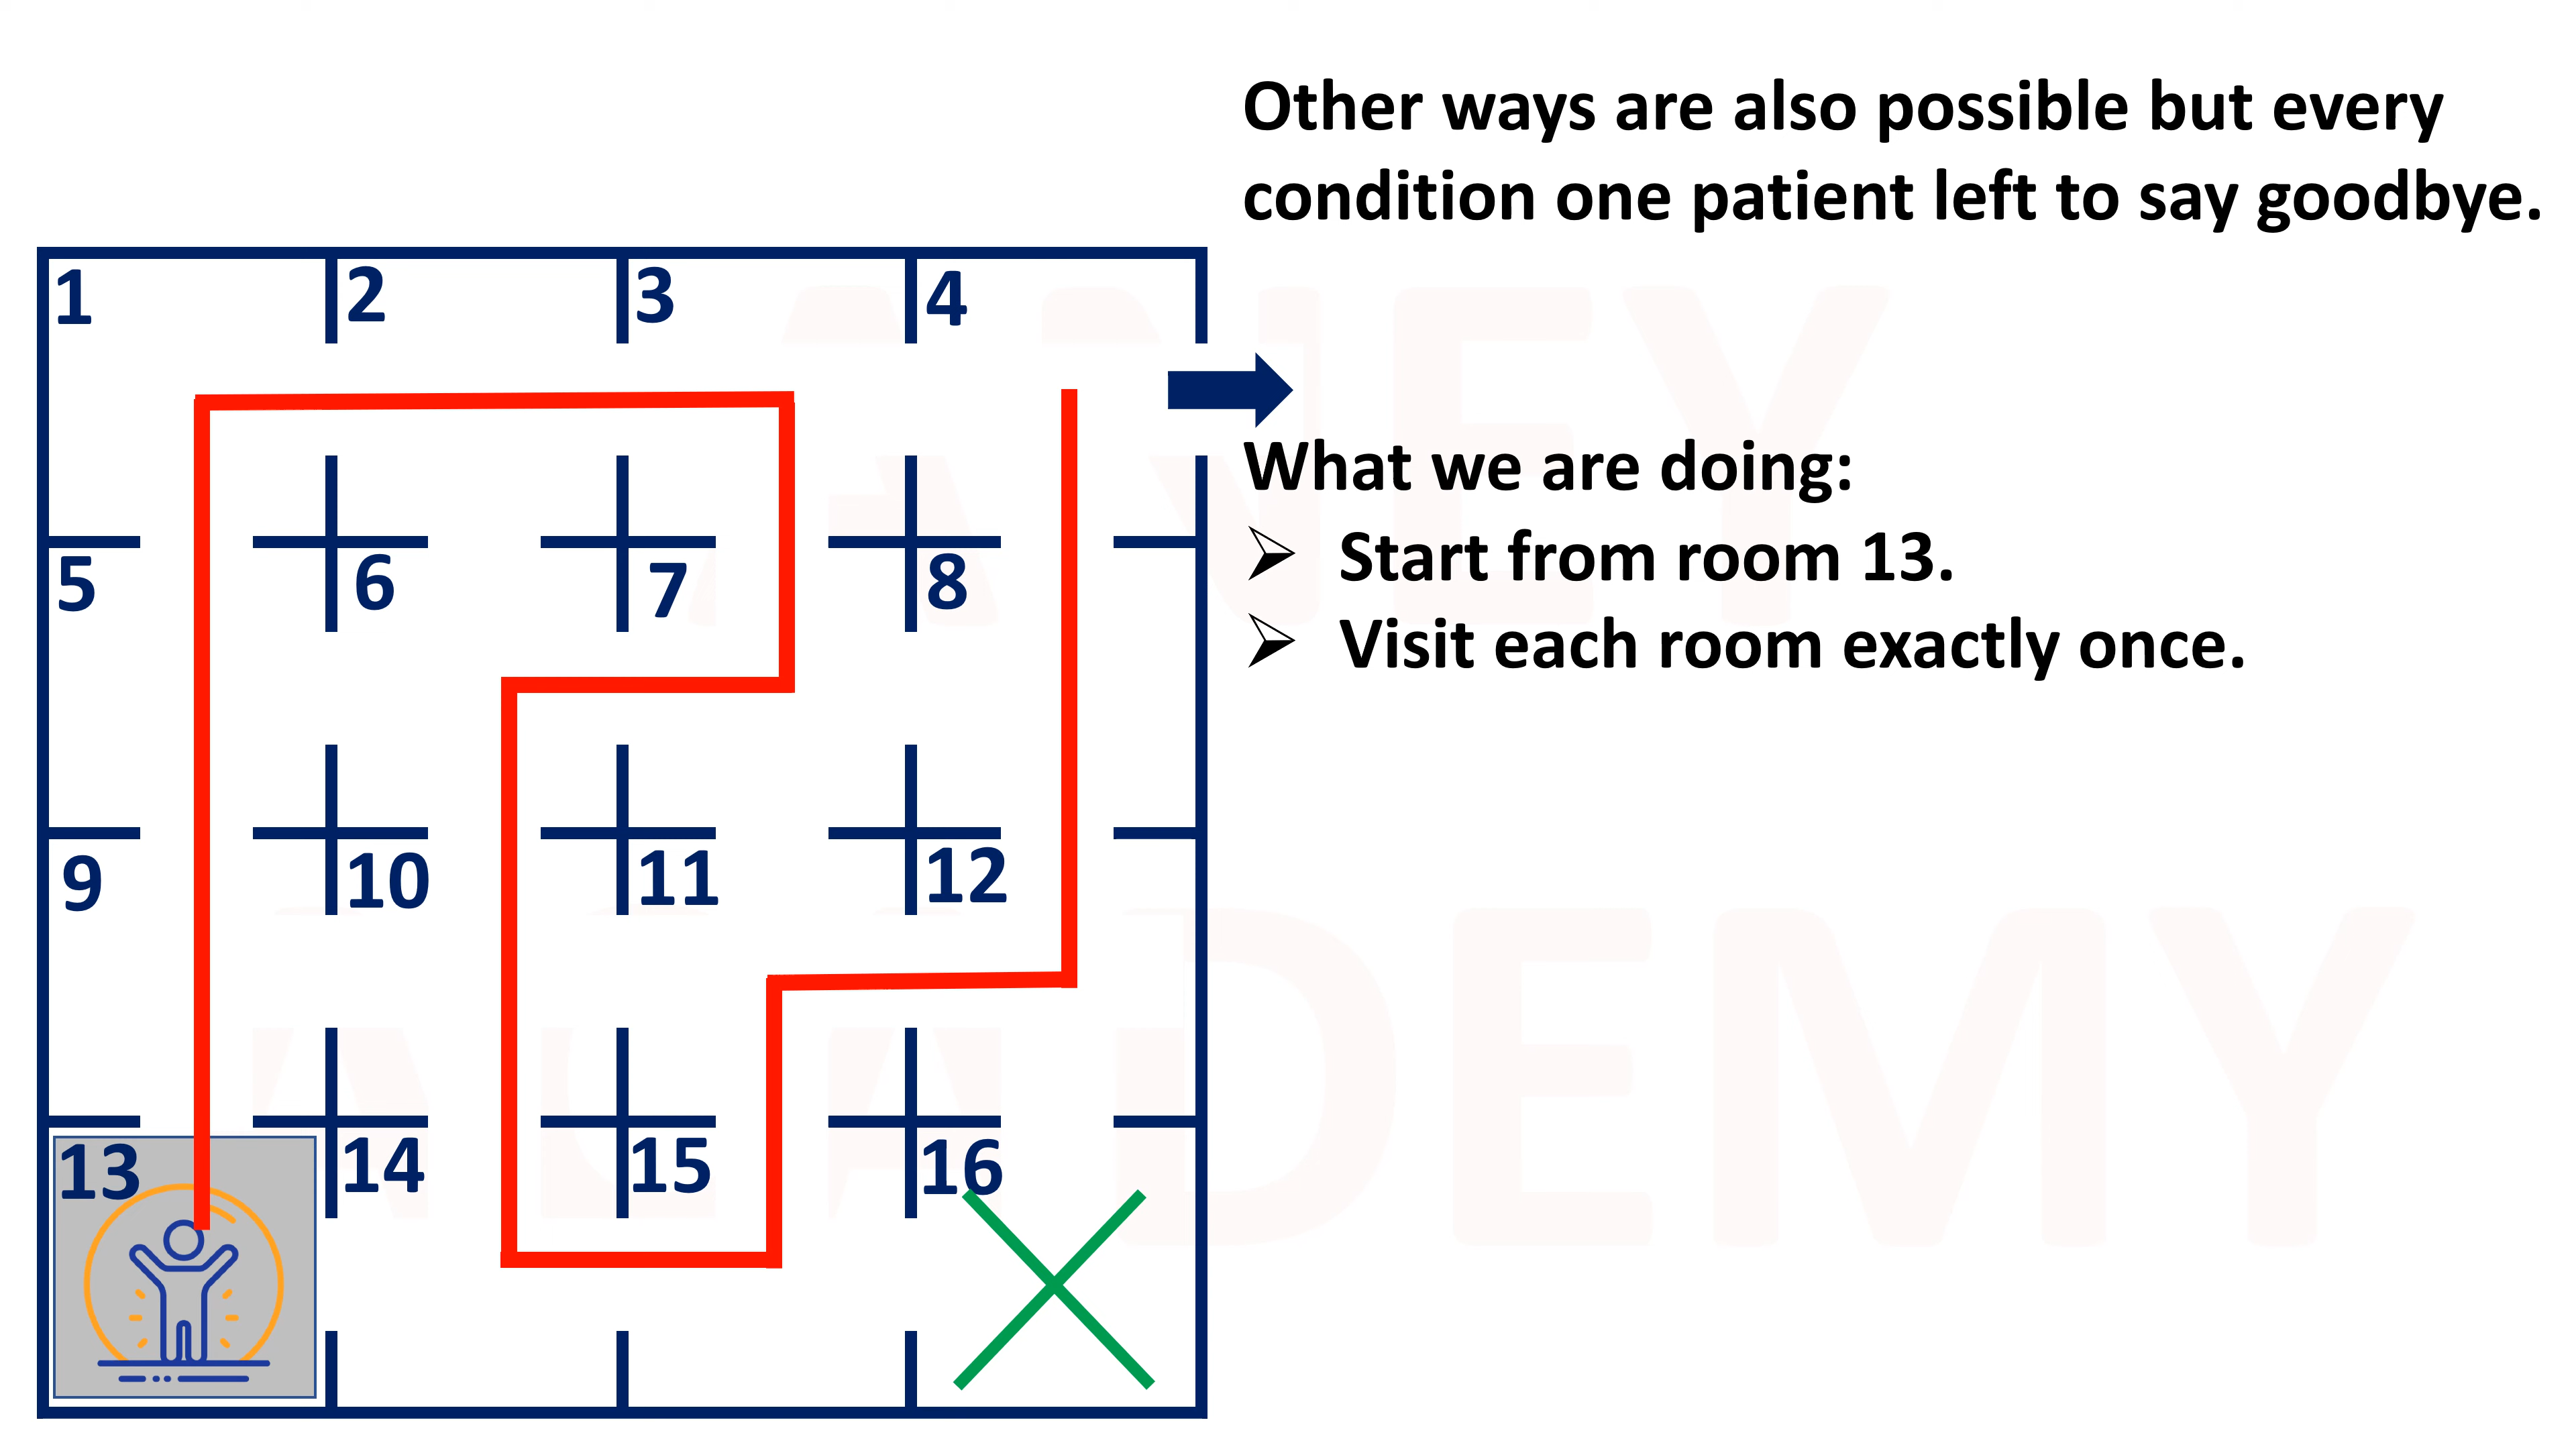 Other ways are also possible but every
condition one patient left to say goodbye.
1 2 3 4
What we are doing:
➢ Start from room 13.
➢ Visit each room exactly once.
5 6 7 8
9 10 11 12
13 14 15 16
ANEY
ACADEMY